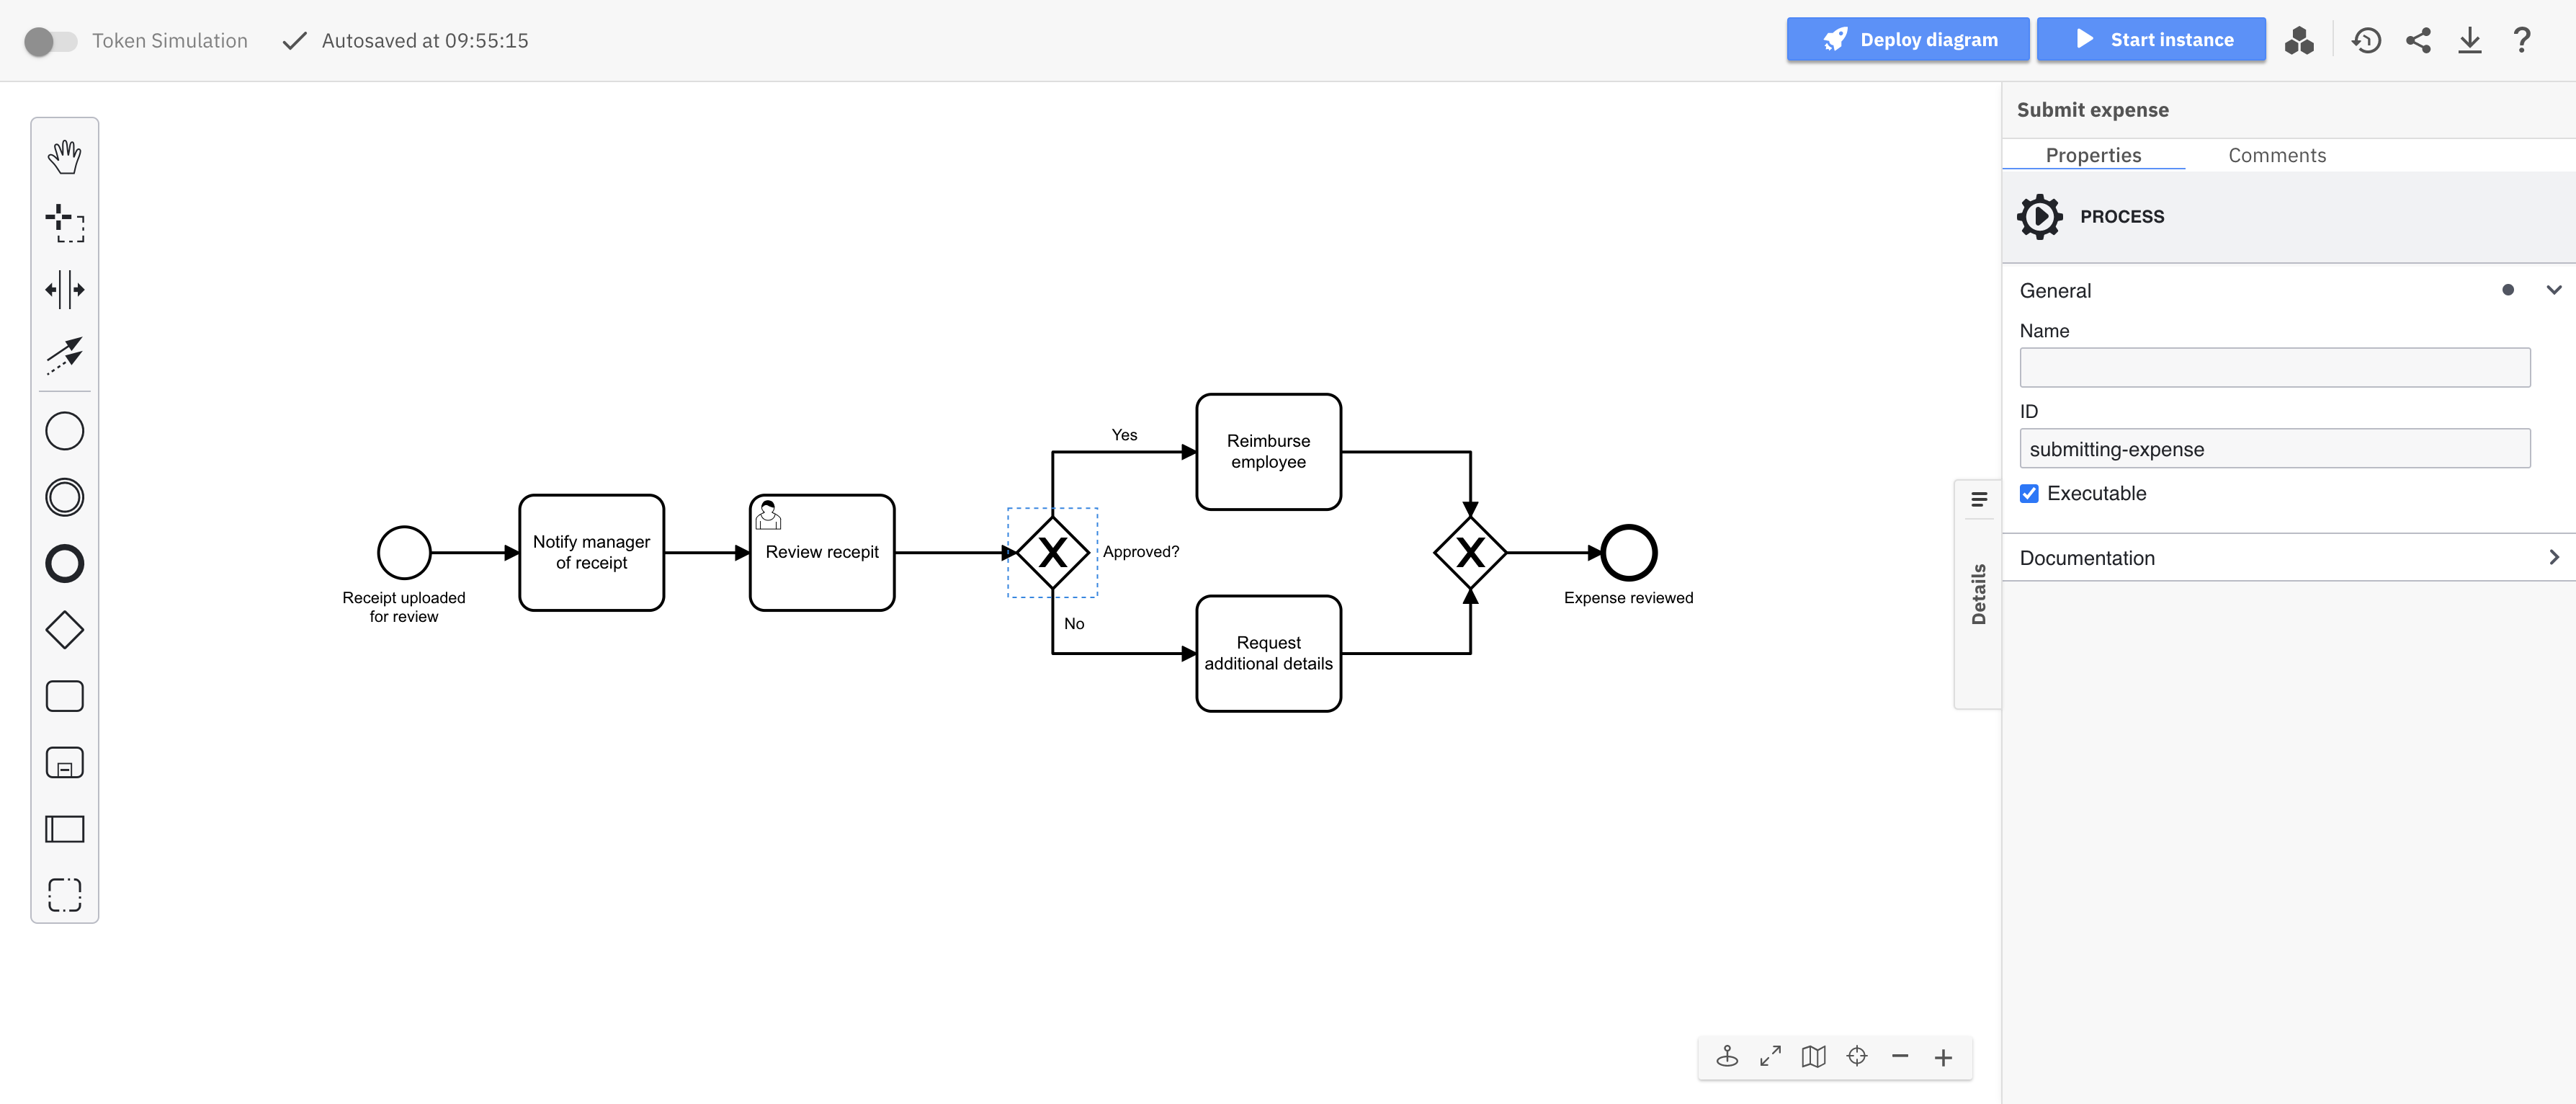 Token Simulation
Autosaved at 09:55:15
Deploy diagram
Start instance
?
Submit expense
Properties
Comments
PROCESS
General
Name
ID
submitting-expense
Executable
Documentation
Details
Receipt uploaded
for review
Notify manager
of receipt
Review recepit
X
Approved?
Yes
Reimburse
employee
No
Request
additional details
X
Expense reviewed